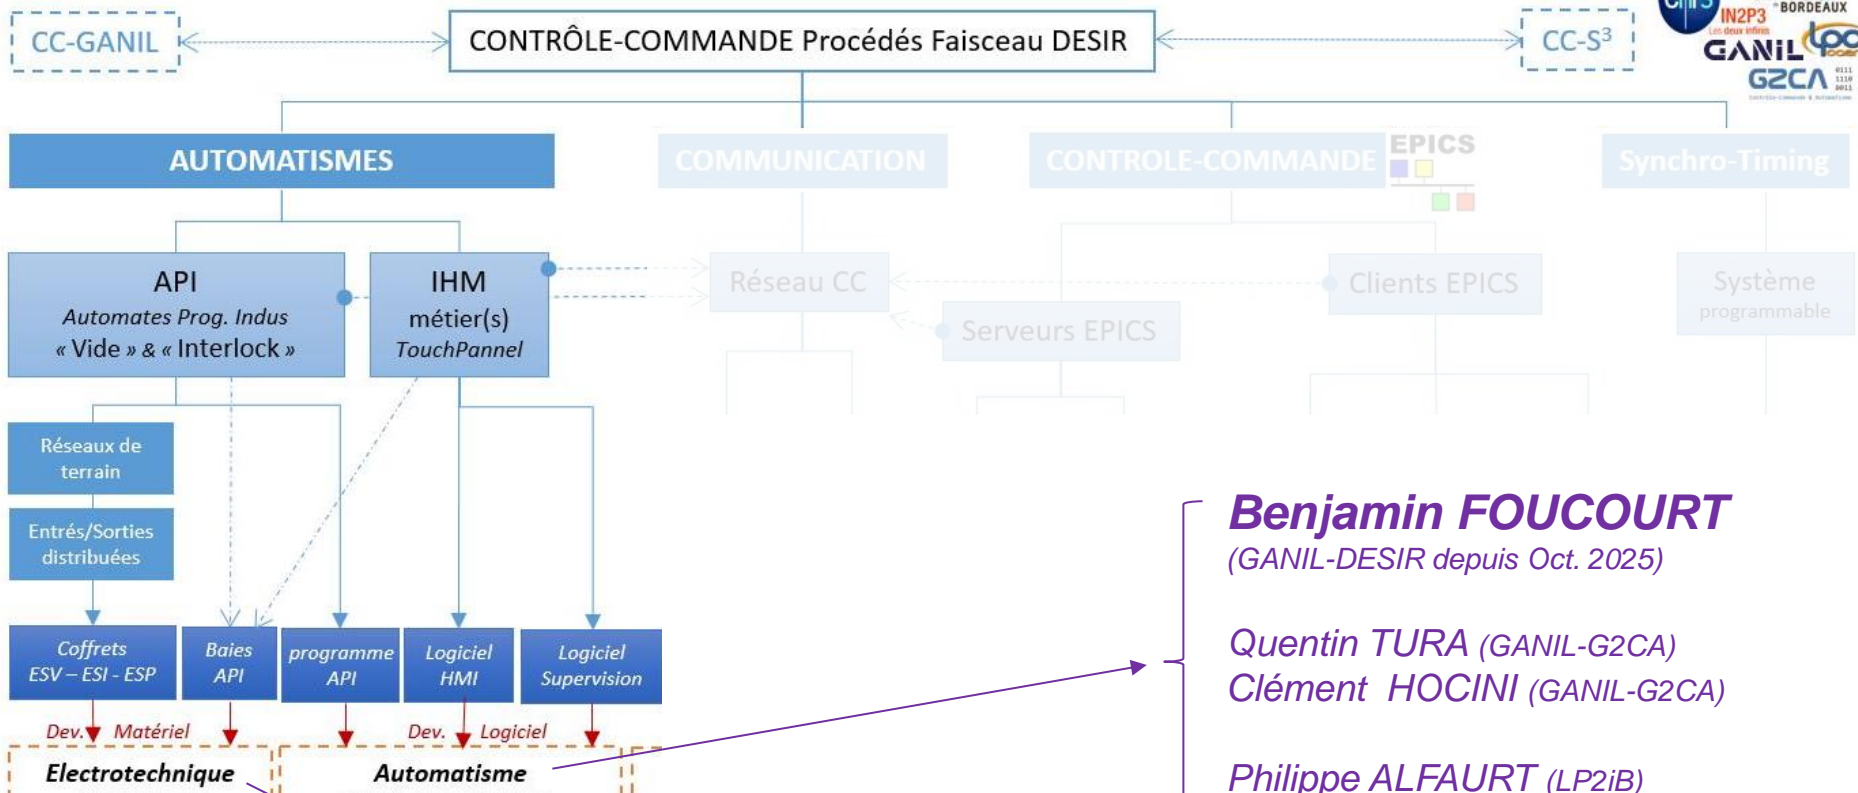 CC-GANIL
CONTRÔLE-COMMANDE Procédés Faisceau DESIR
CC-S³
IN2P3
Les deux infinis
BORDEAUX
GANIL
G2CA
AUTOMATISMES
COMMUNICATION
CONTROLE-COMMANDE
EPICS
Synchro-Timing
API
Automates Prog. Indus
« Vide » & « Interlock »
IHM
métier(s)
TouchPannel
Réseau CC
Serveurs EPICS
Clients EPICS
Système
programmable
Réseaux de
terrain
Entrés/Sorties
distribuées
Coffrets
ESV – ESI - ESP
Baies
API
programme
API
Logiciel
HMI
Logiciel
Supervision
Dev. Matériel
Dev. Logiciel
Electrotechnique
Automatisme
Benjamin FOUCOURT
(GANIL-DESIR depuis Oct. 2025)
Quentin TURA (GANIL-G2CA)
Clément HOCINI (GANIL-G2CA)
Philippe ALFAURT (LP2iB)